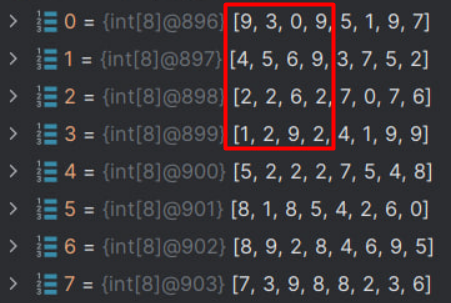 > 0 = {int[8]@896} [9, 3, 0, 9, 5, 1, 9, 7]
> 1 = {int[8]@897} [4, 5, 6, 9, 3, 7, 5, 2]
> 2 = {int[8]@898} [2, 2, 6, 2, 7, 0, 7, 6]
> 3 = {int[8]@899} [1, 2, 9, 2, 4, 1, 9, 9]
> 4 = {int[8]@900} [5, 2, 2, 2, 7, 5, 4, 8]
> 5 = {int[8]@901} [8, 1, 8, 5, 4, 2, 6, 0]
> 6 = {int[8]@902} [8, 9, 2, 8, 4, 6, 9, 5]
> 7 = {int[8]@903} [7, 3, 9, 8, 8, 2, 3, 6]